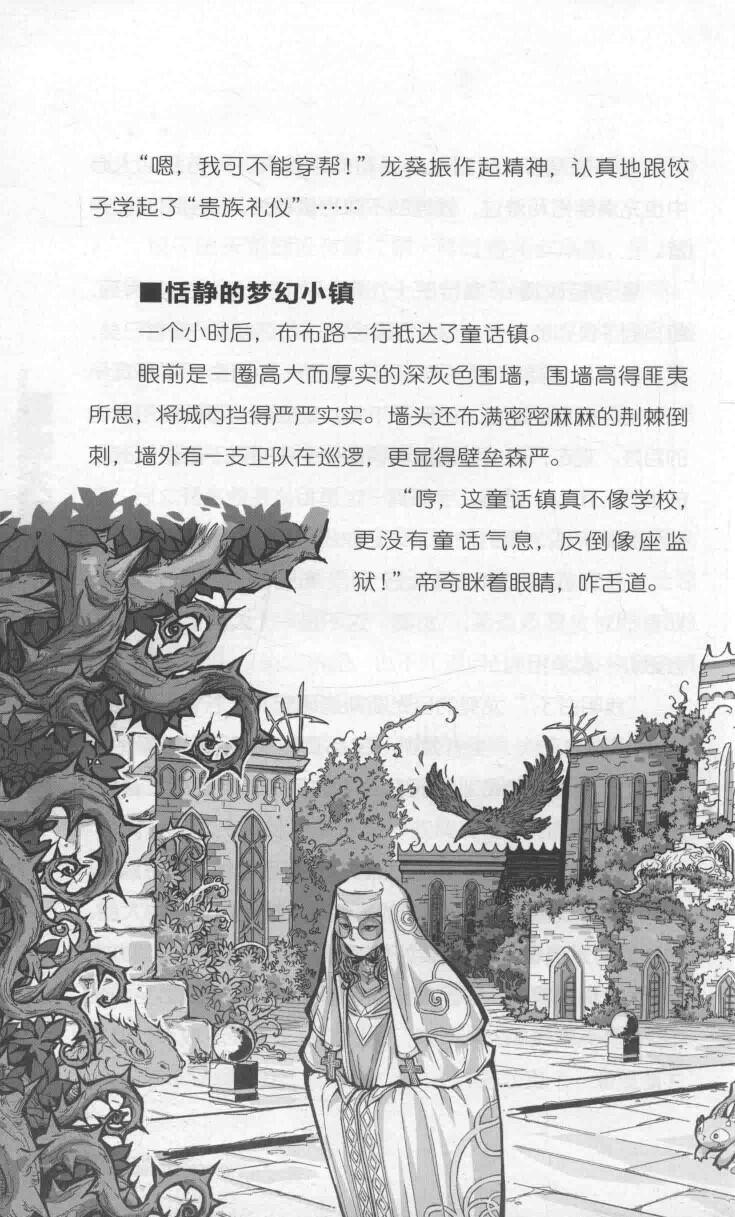 “嗯，我可不能穿帮！”龙葵振作起精神，认真地跟饺
子学起了“贵族礼仪”……
■恬静的梦幻小镇
一个小时后，布布路一行抵达了童话镇。
眼前是一圈高大而厚实的深灰色围墙，围墙高得匪夷
所思，将城内挡得严严实实。墙头还布满密密麻麻的荆棘倒
刺，墙外有一支卫队在巡逻，更显得壁垒森严。
“哼，这童话镇真不像学校，
更没有童话气息，反倒像座监
狱！”帝奇眯着眼睛，咋舌道。